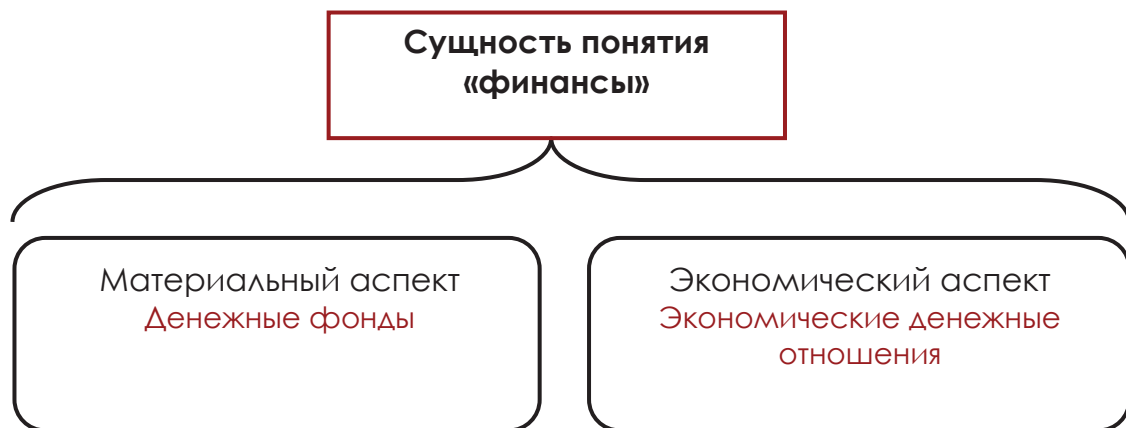 Сущность понятия
«финансы»
Материальный аспект
Денежные фонды
Экономический аспект
Экономические денежные
отношения